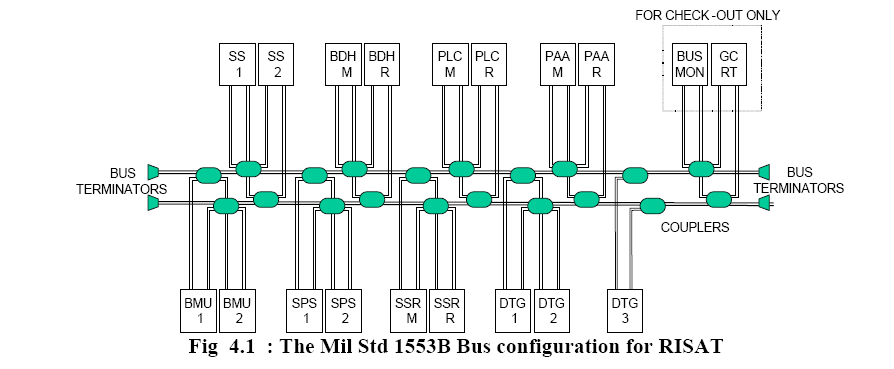 FOR CHECK-OUT ONLY
SS 1
SS 2
BDH M
BDH R
PLC M
PLC R
PAA M
PAA R
BUS MON
GC RT
BUS TERMINATORS
BUS TERMINATORS
COUPLERS
BMU 1
BMU 2
SPS 1
SPS 2
SSR M
SSR R
DTG 1
DTG 2
DTG 3
Fig 4.1 : The Mil Std 1553B Bus configuration for RISAT